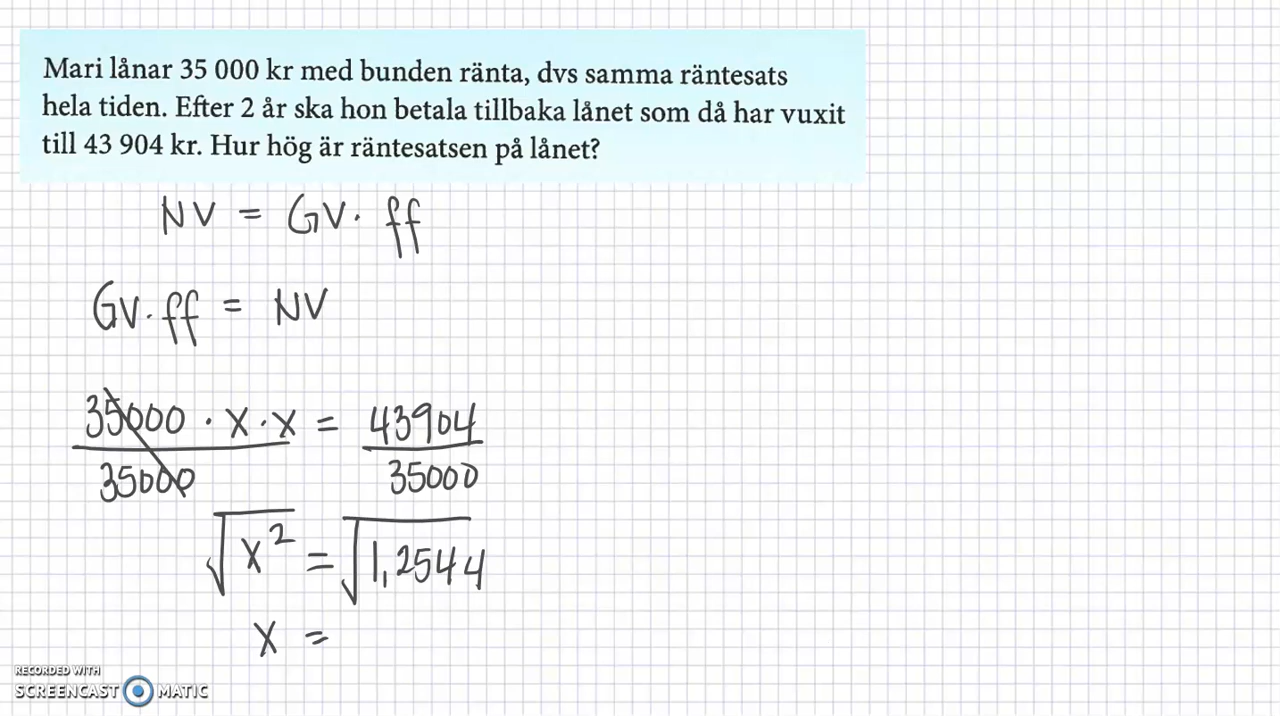 Mari lånar 35 000 kr med bunden ränta, dvs samma räntesats
hela tiden. Efter 2 år ska hon betala tillbaka lånet som då har vuxit
till 43 904 kr. Hur hög är räntesatsen på lånet?
NV = GV · ff
GV · ff = NV
35000 · x · x = 43904
35000 35000
√x² = √1,2544
x =
RECORDED WITH
SCREENCAST MATIC